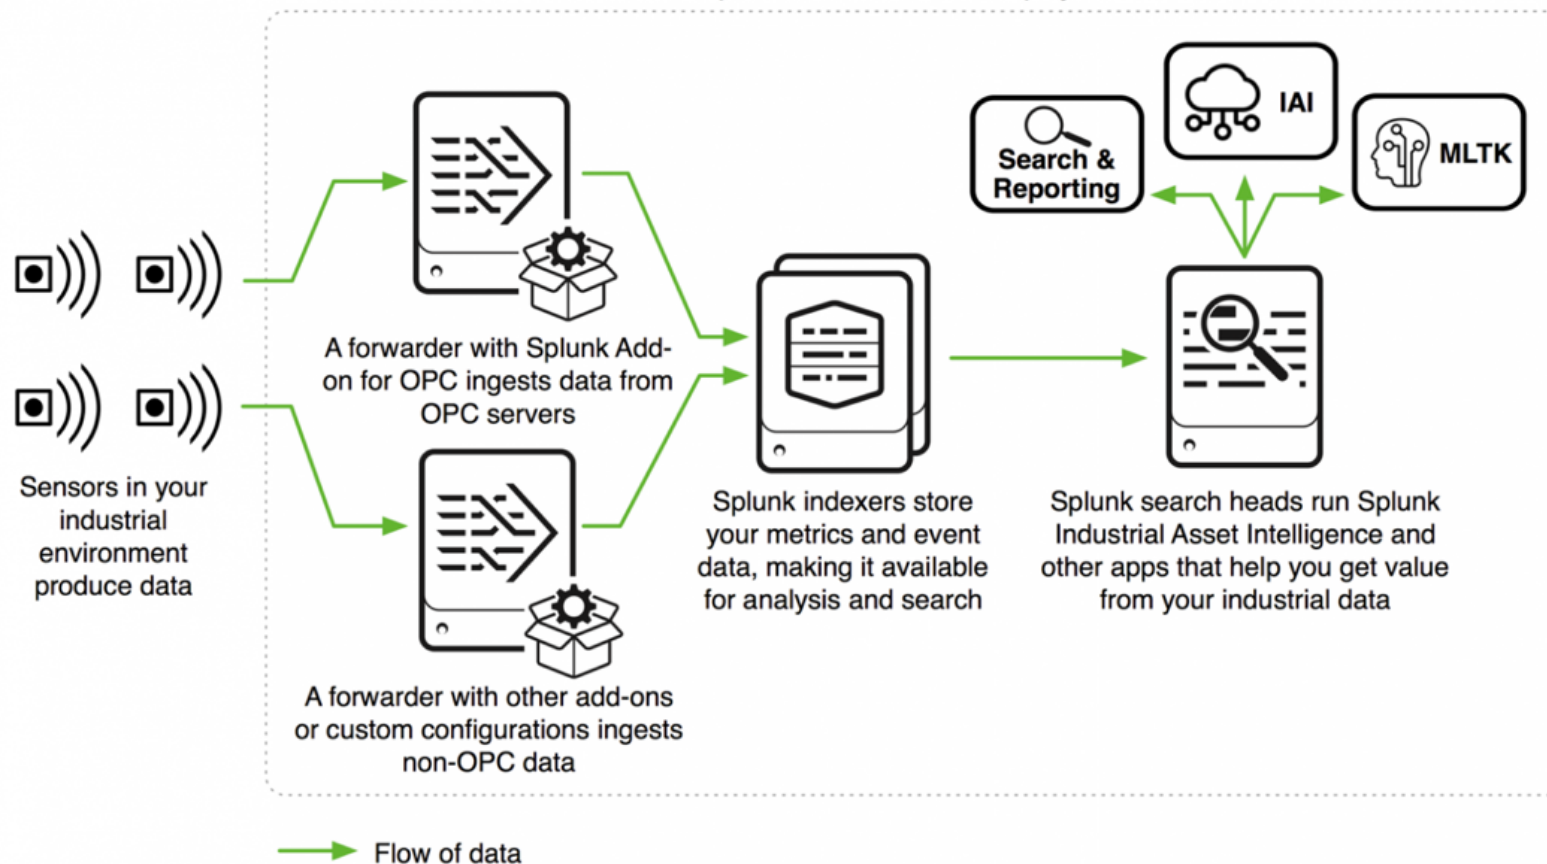 Search &
Reporting
IAI
MLTK
A forwarder with Splunk Add-
on for OPC ingests data from
OPC servers
Sensors in your
industrial
environment
produce data
Splunk indexers store
your metrics and event
data, making it available
for analysis and search
Splunk search heads run Splunk
Industrial Asset Intelligence and
other apps that help you get value
from your industrial data
A forwarder with other add-ons
or custom configurations ingests
non-OPC data
Flow of data